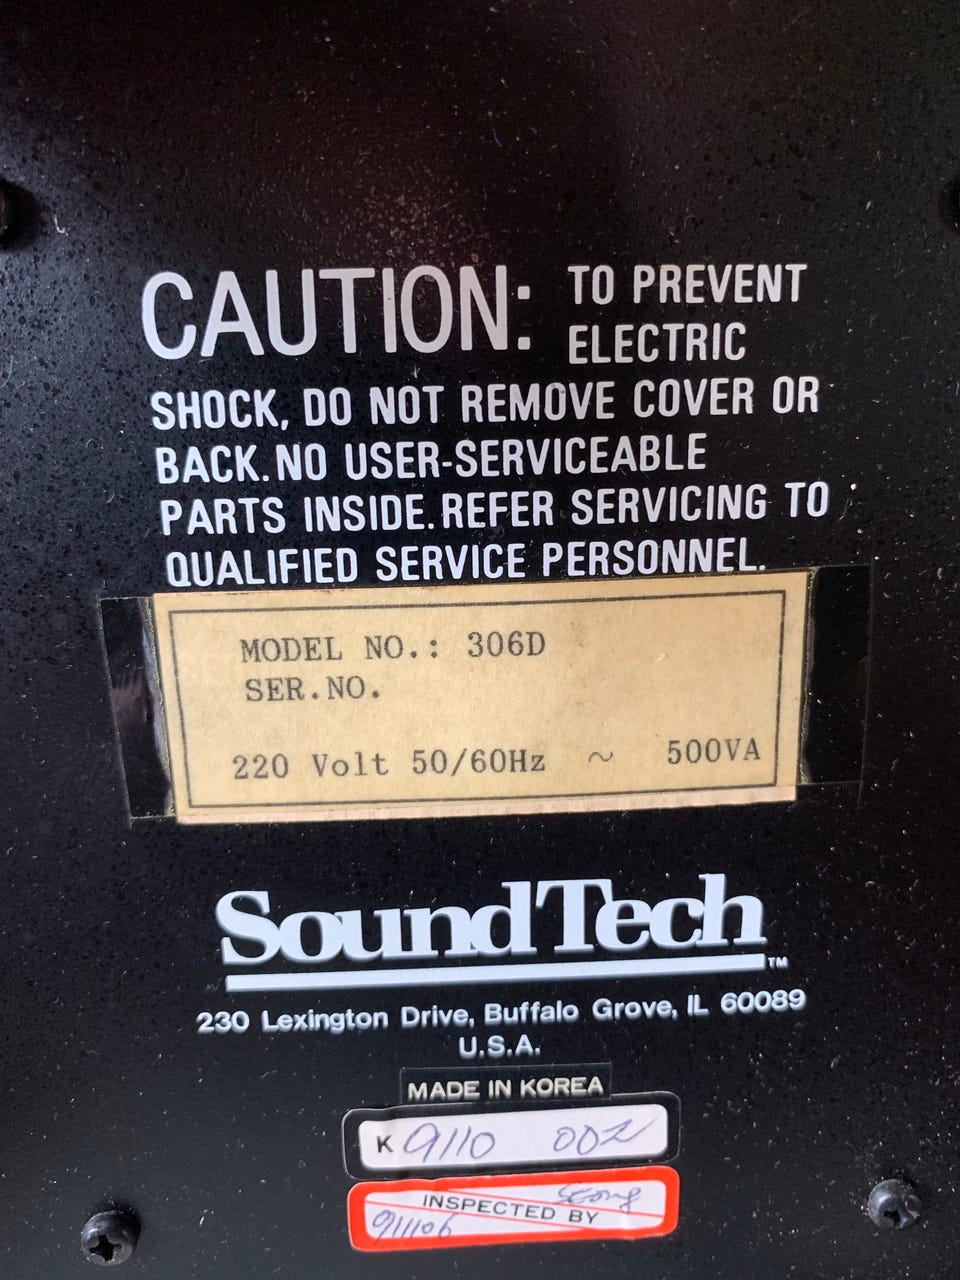 CAUTION: TO PREVENT
ELECTRIC
SHOCK, DO NOT REMOVE COVER OR
BACK. NO USER-SERVICEABLE
PARTS INSIDE. REFER SERVICING TO
QUALIFIED SERVICE PERSONNEL.
MODEL NO.: 306D
SER.NO.
220 Volt 50/60Hz ~ 500VA
SoundTech™
230 Lexington Drive, Buffalo Grove, IL 60089
U.S.A.
MADE IN KOREA
K 9110 002
INSPECTED BY
911106